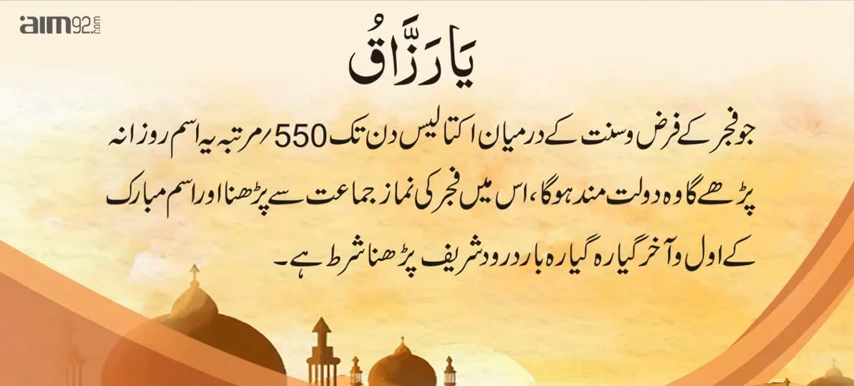 aim92.com
یَا رَزَّاقُ
جو فجر کے فرض و سنت کے درمیان اکتالیس دن تک 550/مرتبہ یہ اسم روزانہ
پڑھے گا وہ دولت مند ہوگا، اس میں فجر کی نماز جماعت سے پڑھنا اور اسم مبارک
کے اول و آخر گیارہ گیارہ بار درود شریف پڑھنا شرط ہے۔